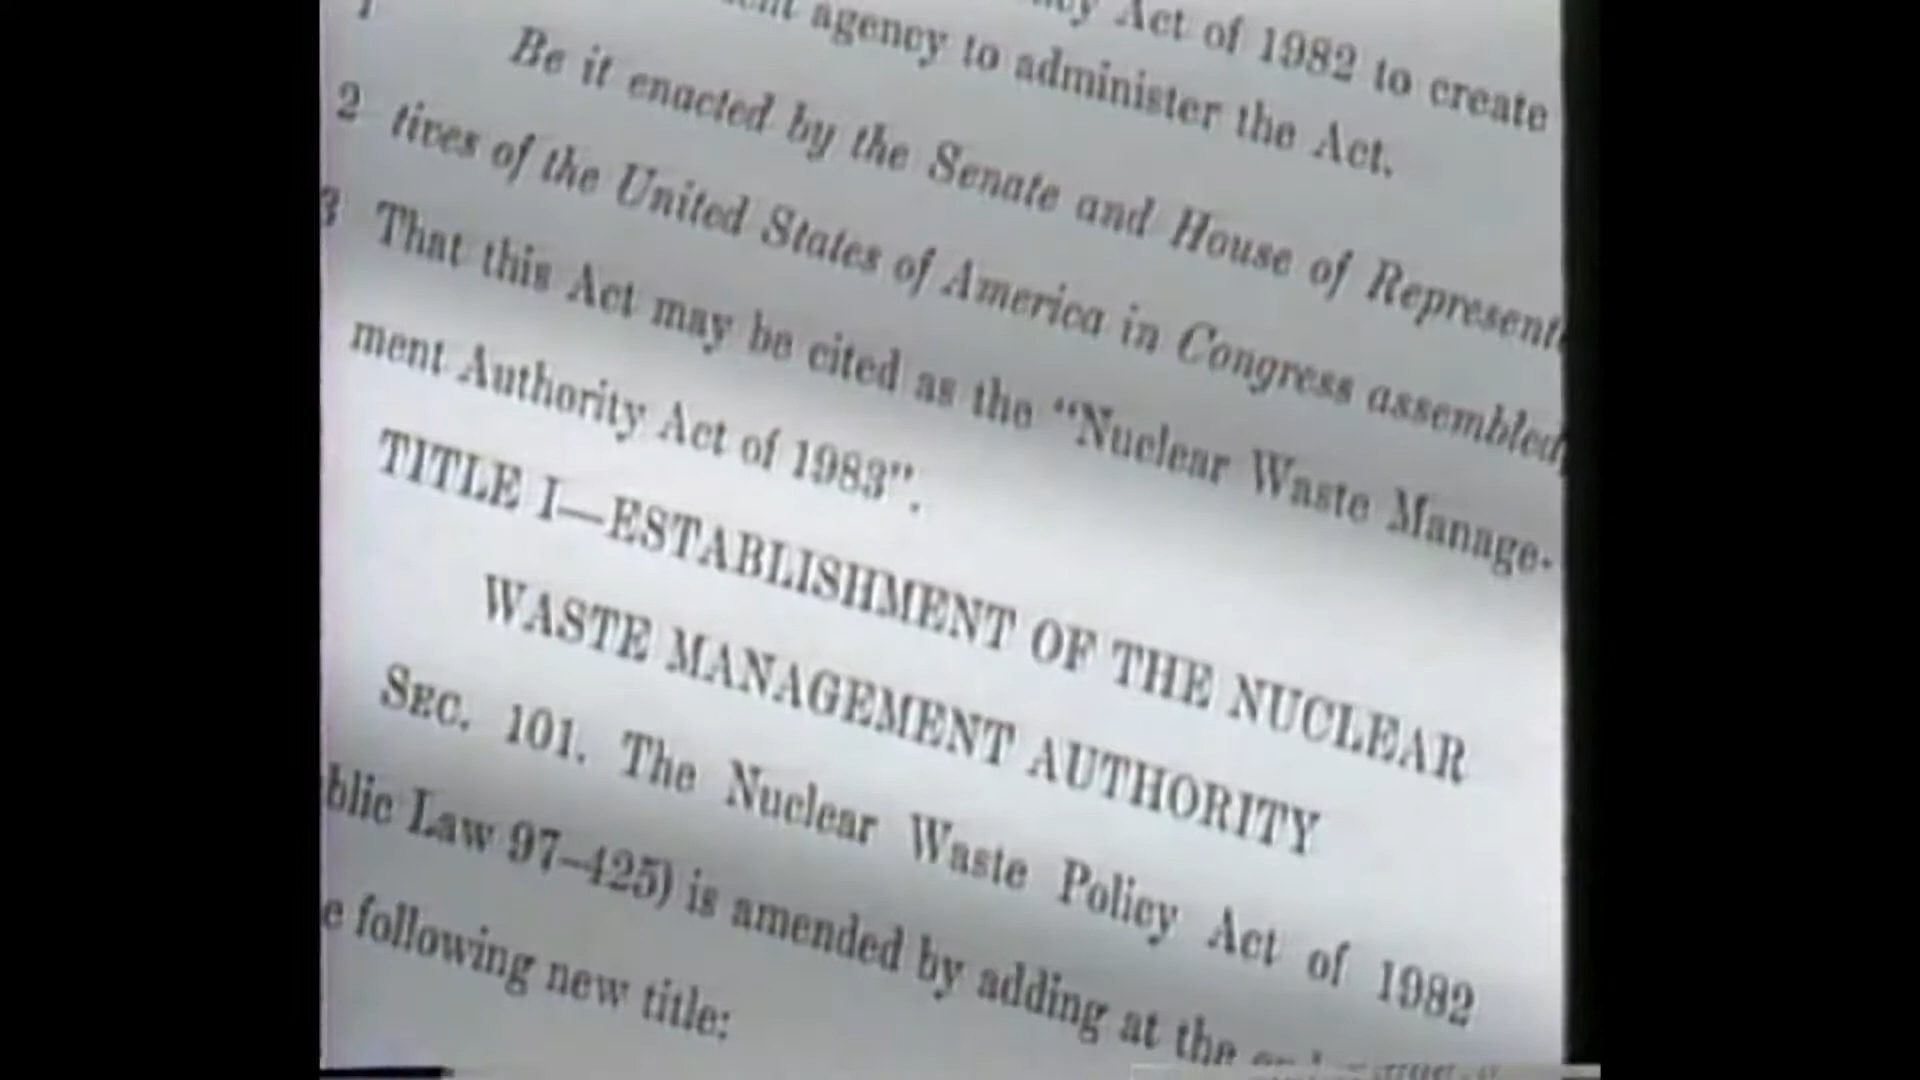 Act of 1982 to create
agency to administer the Act.
1 Be it enacted by the Senate and House of Represent
2 tives of the United States of America in Congress assembled,
3 That this Act may be cited as the "Nuclear Waste Manage-
ment Authority Act of 1983".
TITLE I—ESTABLISHMENT OF THE NUCLEAR
WASTE MANAGEMENT AUTHORITY
SEC. 101. The Nuclear Waste Policy Act of 1982
blic Law 97–425) is amended by adding at the
e following new title: